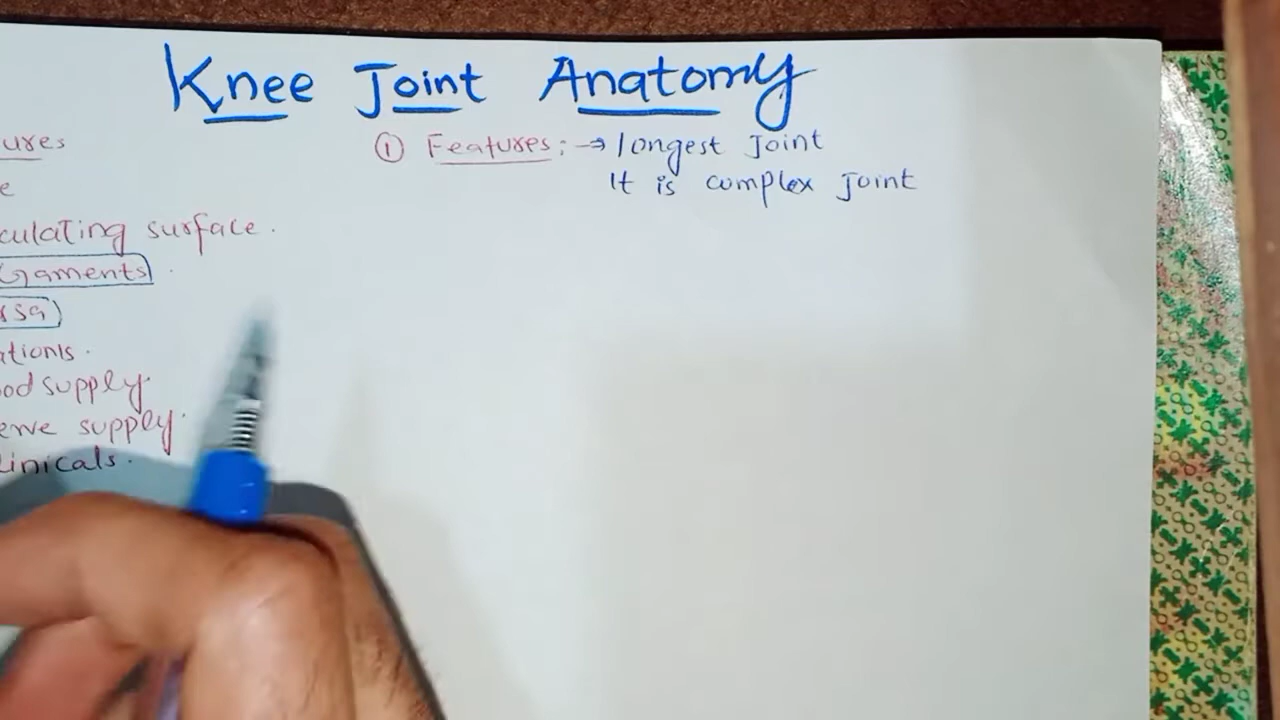 Knee Joint Anatomy
ures
e
culating surface.
Gaments
rsa
ations.
ood supply.
erve supply.
linicals.
① Features: → longest Joint
It is complex Joint